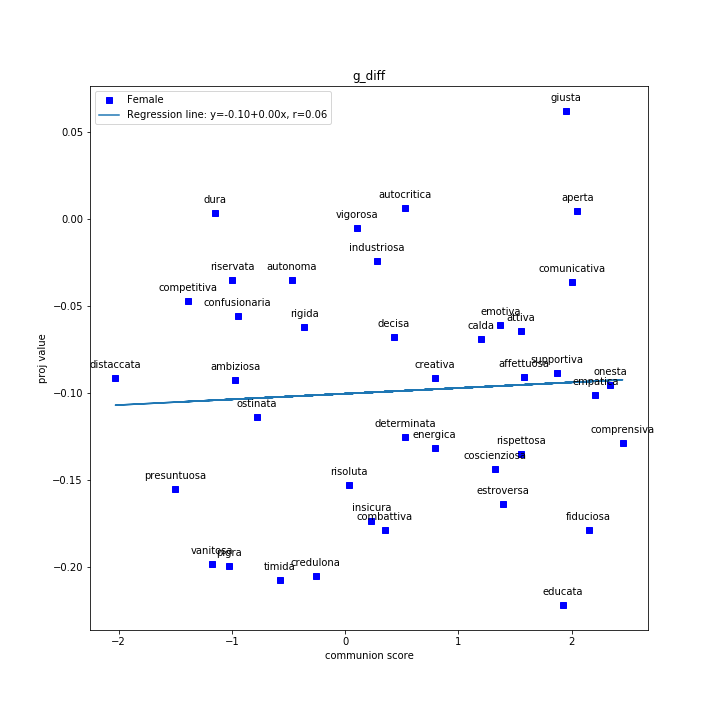 g_diff
Female
Regression line: y=-0.10+0.00x, r=0.06
giusta
dura
autocritica
aperta
vigorosa
industriosa
riservata
autonoma
comunicativa
competitiva
confusionaria
rigida
emotiva
attiva
decisa
calda
distaccata
ambiziosa
creativa
affettuosa
supportiva
onesta
empatica
ostinata
determinata
energica
comprensiva
rispettosa
coscienziosa
presuntuosa
risoluta
estroversa
insicura
combattiva
fiduciosa
vanitosa
pigra
timida
credulona
educata
0.05
0.00
−0.05
−0.10
−0.15
−0.20
proj value
−2
−1
0
1
2
communion score